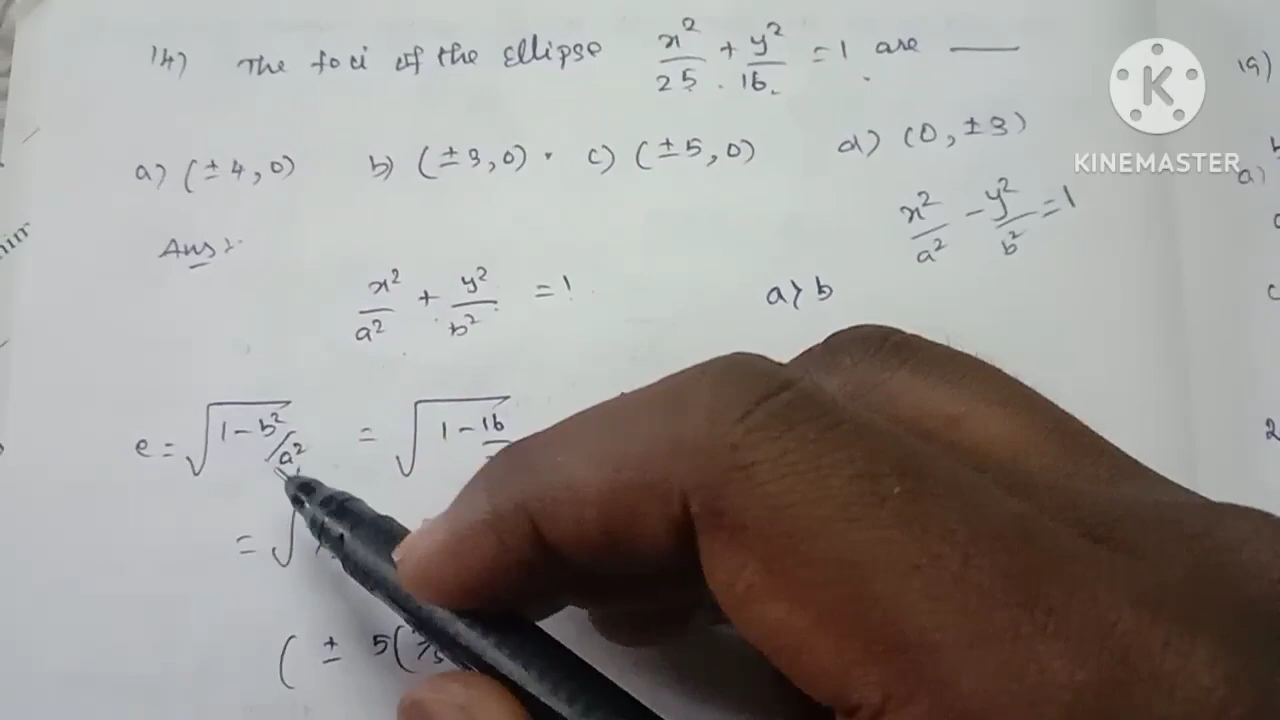 14) The foci of the Ellipse x²/25 + y²/16 = 1 are ___
a) (±4, 0) b) (±3, 0) c) (±5, 0) d) (0, ±3)
x²/a² - y²/b² = 1
Ans:
x²/a² + y²/b² = 1 a > b
e = √1 - b²/a² = √1 - 16
= √
( ± 5(
19)
a)
2
K
KINEMASTER